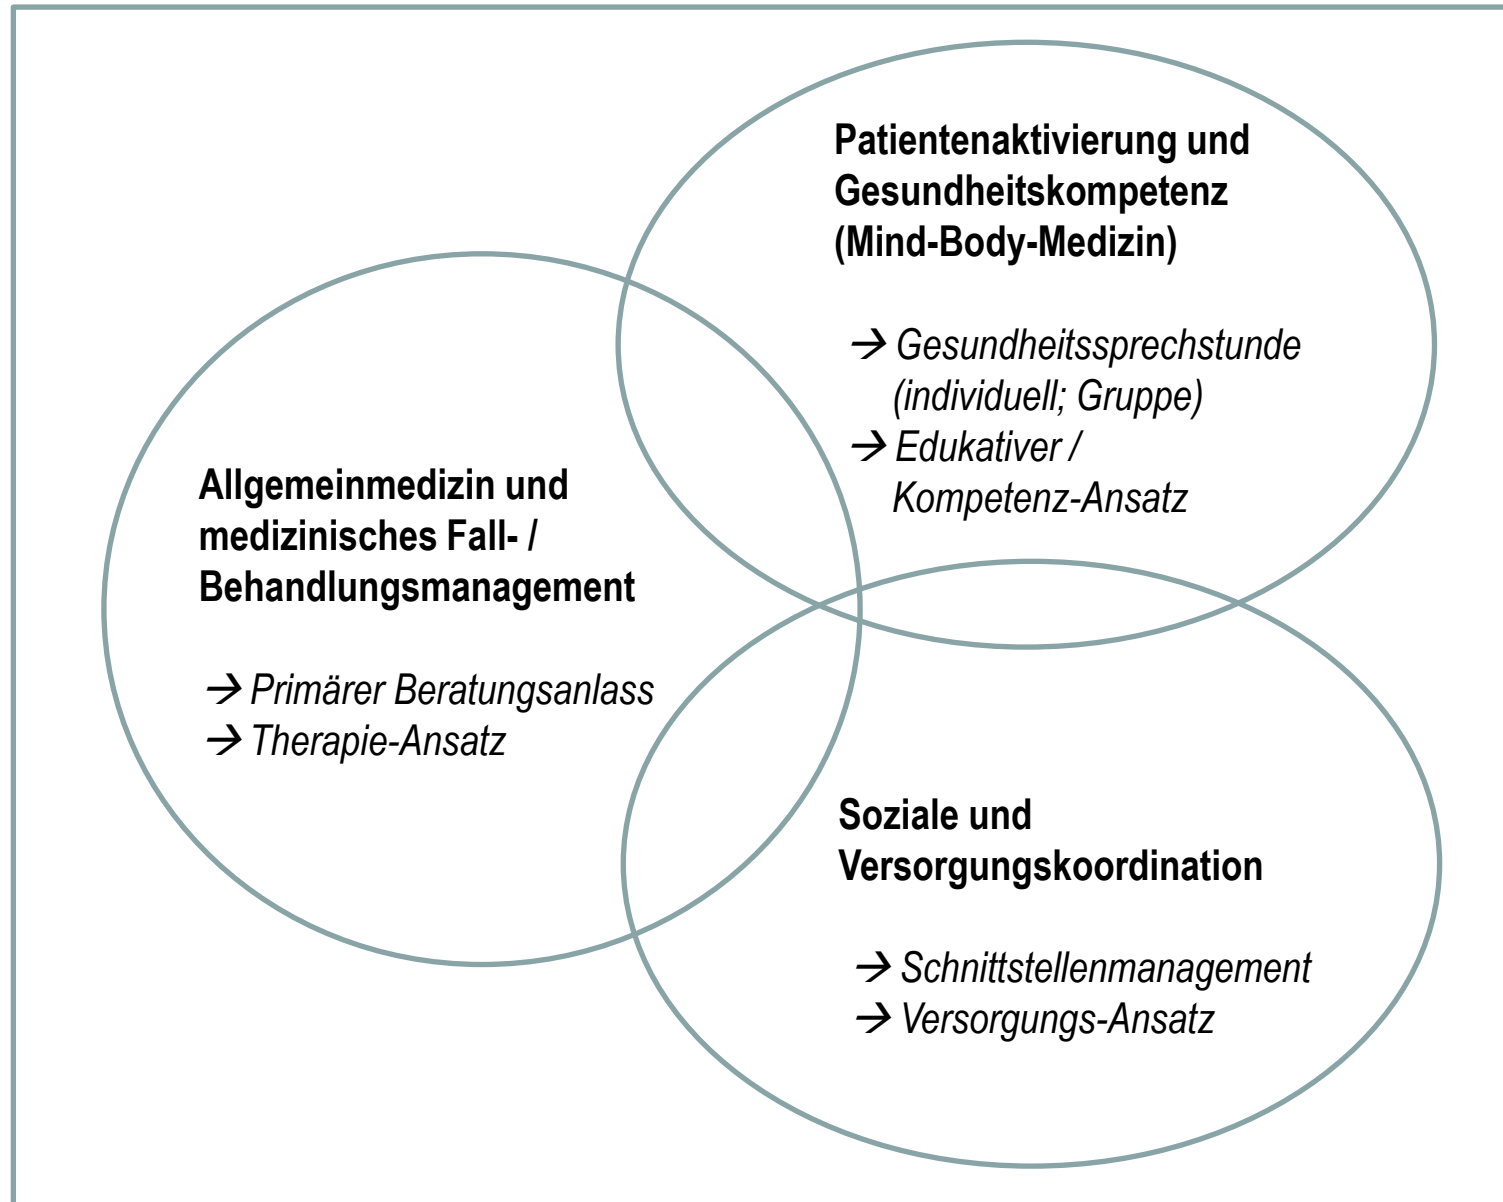 Patientenaktivierung und
Gesundheitskompetenz
(Mind-Body-Medizin)
→ Gesundheitssprechstunde
(individuell; Gruppe)
→ Edukativer /
Kompetenz-Ansatz
Allgemeinmedizin und
medizinisches Fall- /
Behandlungsmanagement
→ Primärer Beratungsanlass
→ Therapie-Ansatz
Soziale und
Versorgungskoordination
→ Schnittstellenmanagement
→ Versorgungs-Ansatz